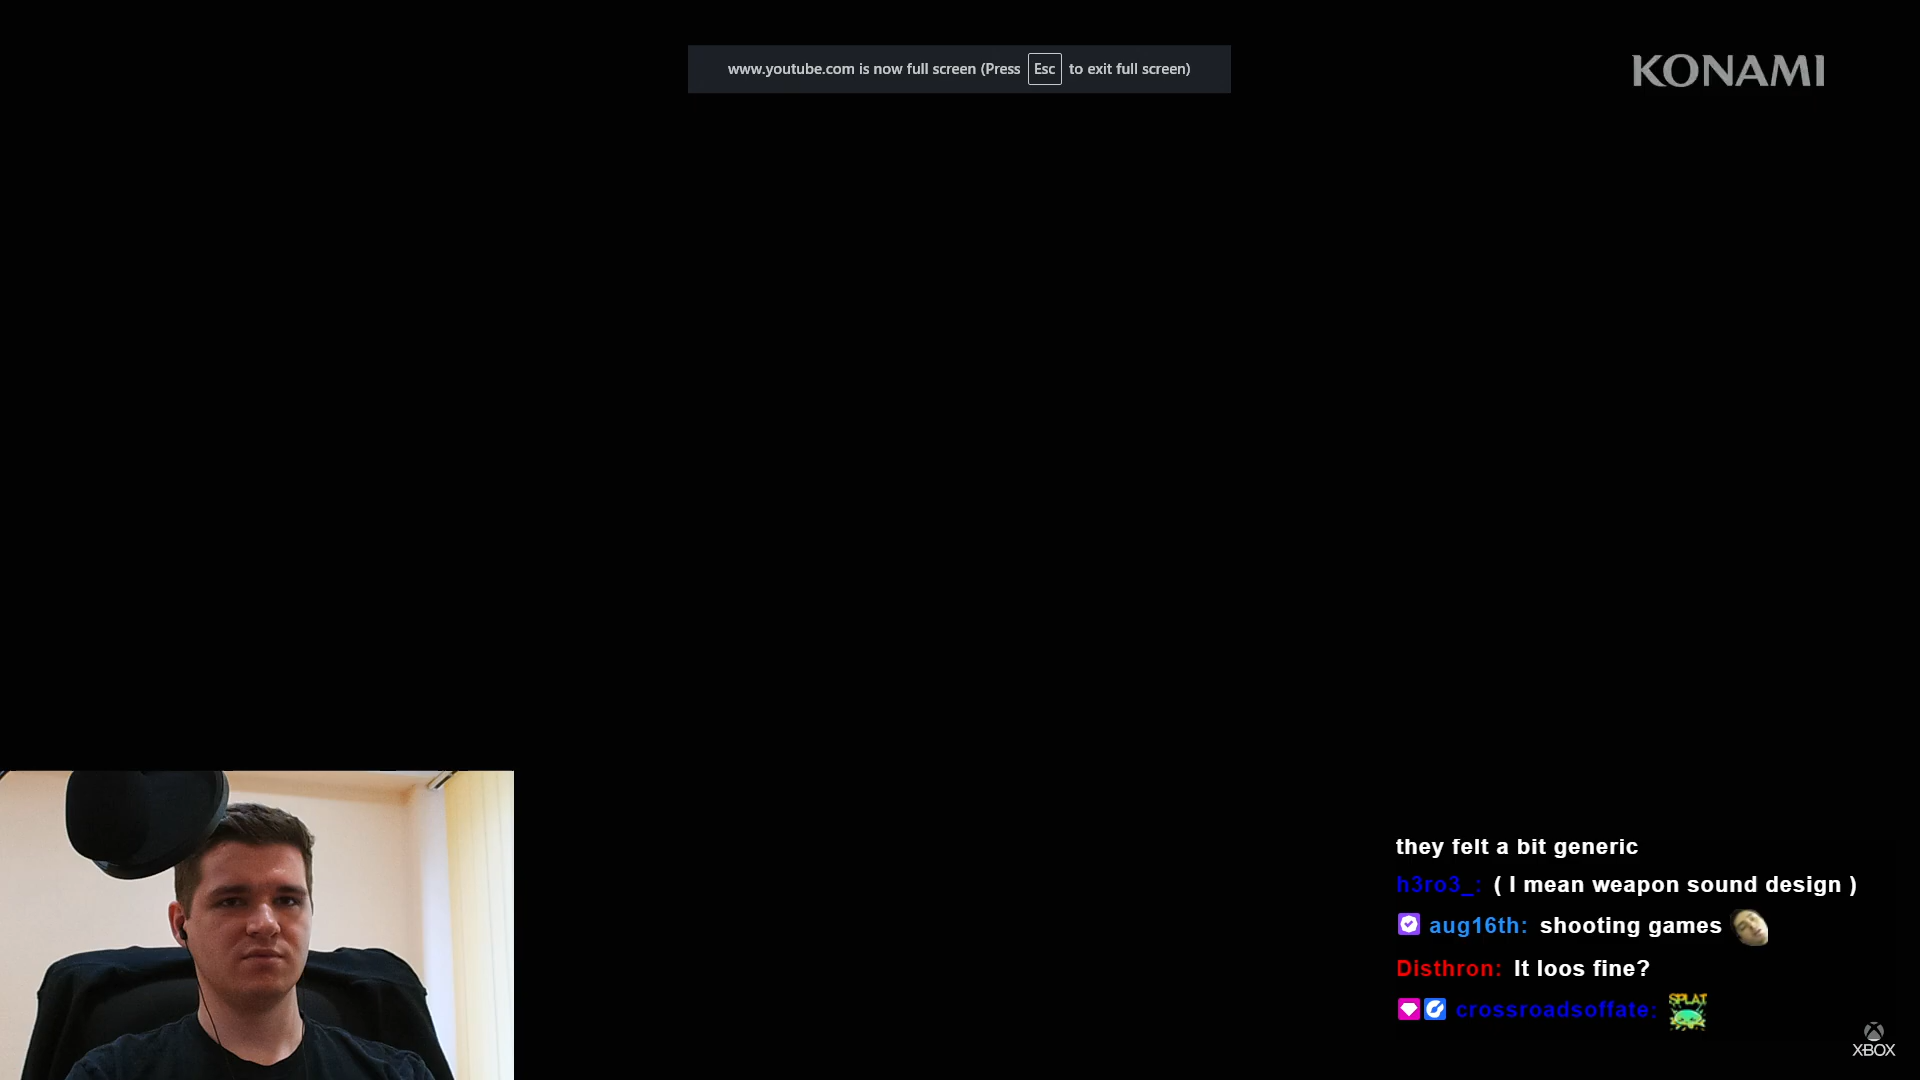 www.youtube.com is now full screen (Press Esc to exit full screen)
KONAMI
they felt a bit generic
h3ro3_: ( I mean weapon sound design )
aug16th: shooting games
Disthron: It loos fine?
crossroadsoffate: SPLAT
XBOX